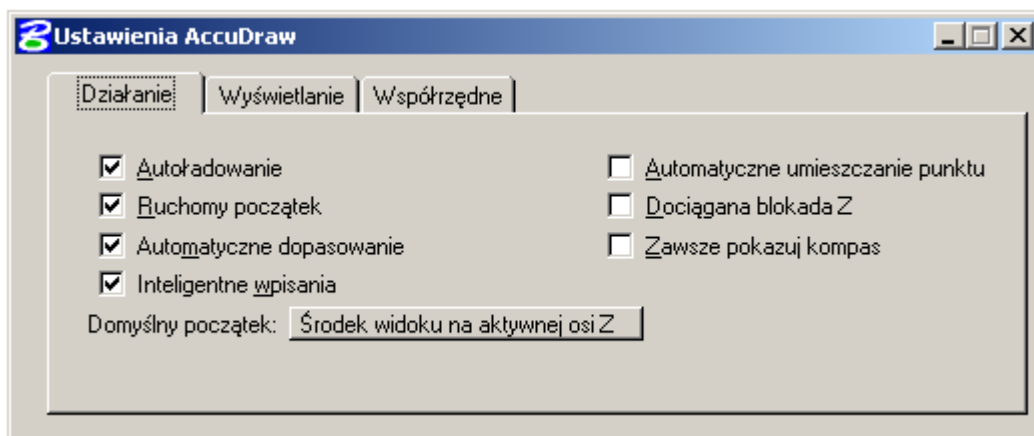 Ustawienia AccuDraw
Działanie Wyświetlanie Współrzędne
Autoładowanie
Automatyczne umieszczanie punktu
Ruchomy początek
Dociągana blokada Z
Automatyczne dopasowanie
Zawsze pokazuj kompas
Inteligentne wpisania
Domyślny początek: Środek widoku na aktywnej osi Z